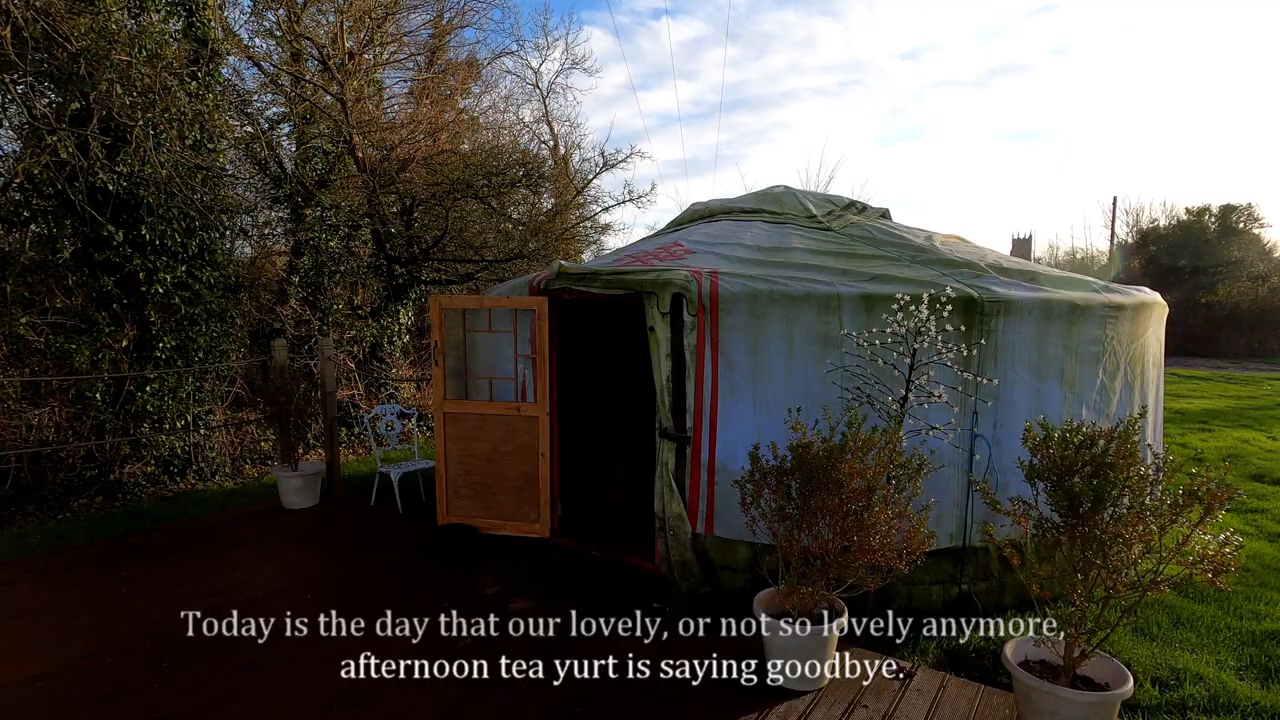 Today is the day that our lovely, or not so lovely anymore,
afternoon tea yurt is saying goodbye.